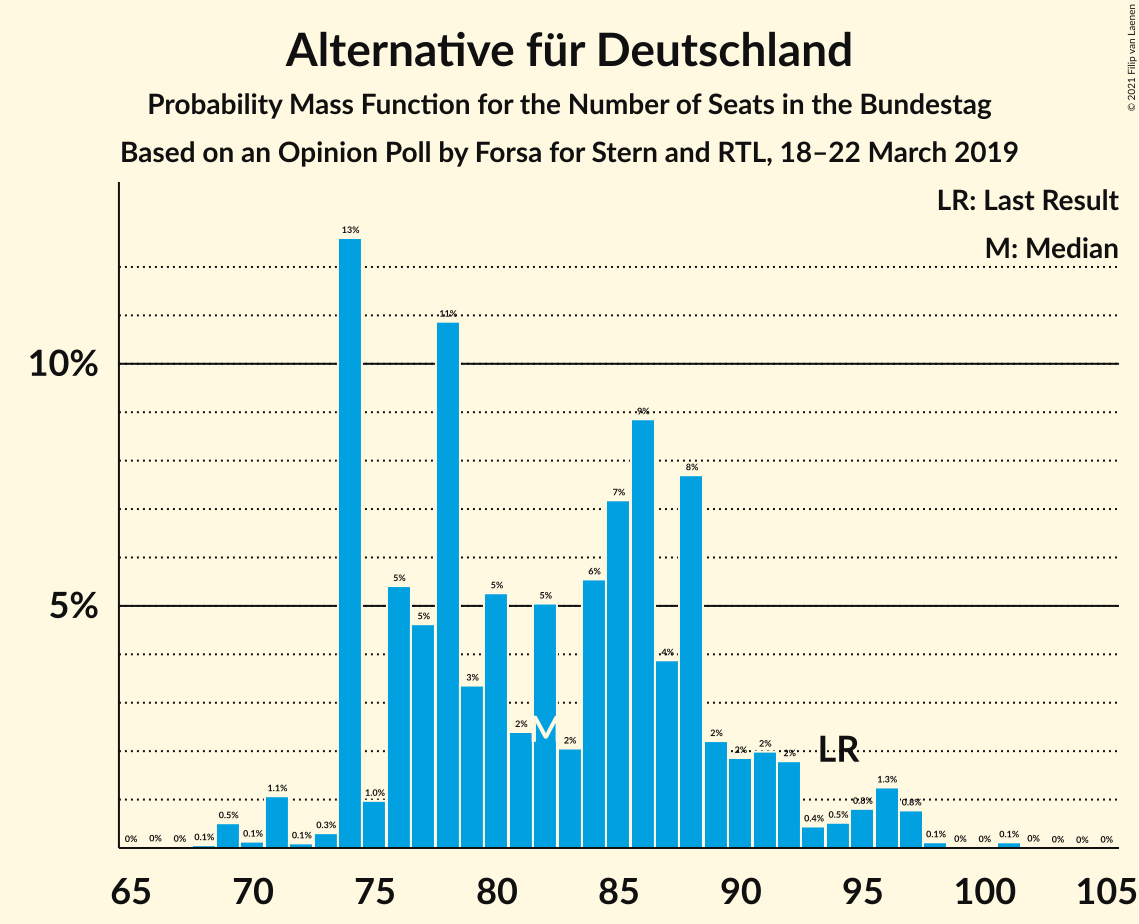 Alternative für Deutschland
Probability Mass Function for the Number of Seats in the Bundestag
Based on an Opinion Poll by Forsa for Stern and RTL, 18–22 March 2019
© 2021 Filip van Laenen
LR: Last Result
M: Median
10%
5%
0% 0% 0% 0.1% 0.5% 0.1% 1.1% 0.1% 0.3% 13% 1.0% 5% 5% 11% 3% 5% 2% 5% 2% 6% 7% 9% 4% 8% 2% 2% 2% 2% 0.4% 0.5% 0.8% 1.3% 0.8% 0.1% 0% 0% 0.1% 0% 0% 0% 0%
M
LR
65 70 75 80 85 90 95 100 105